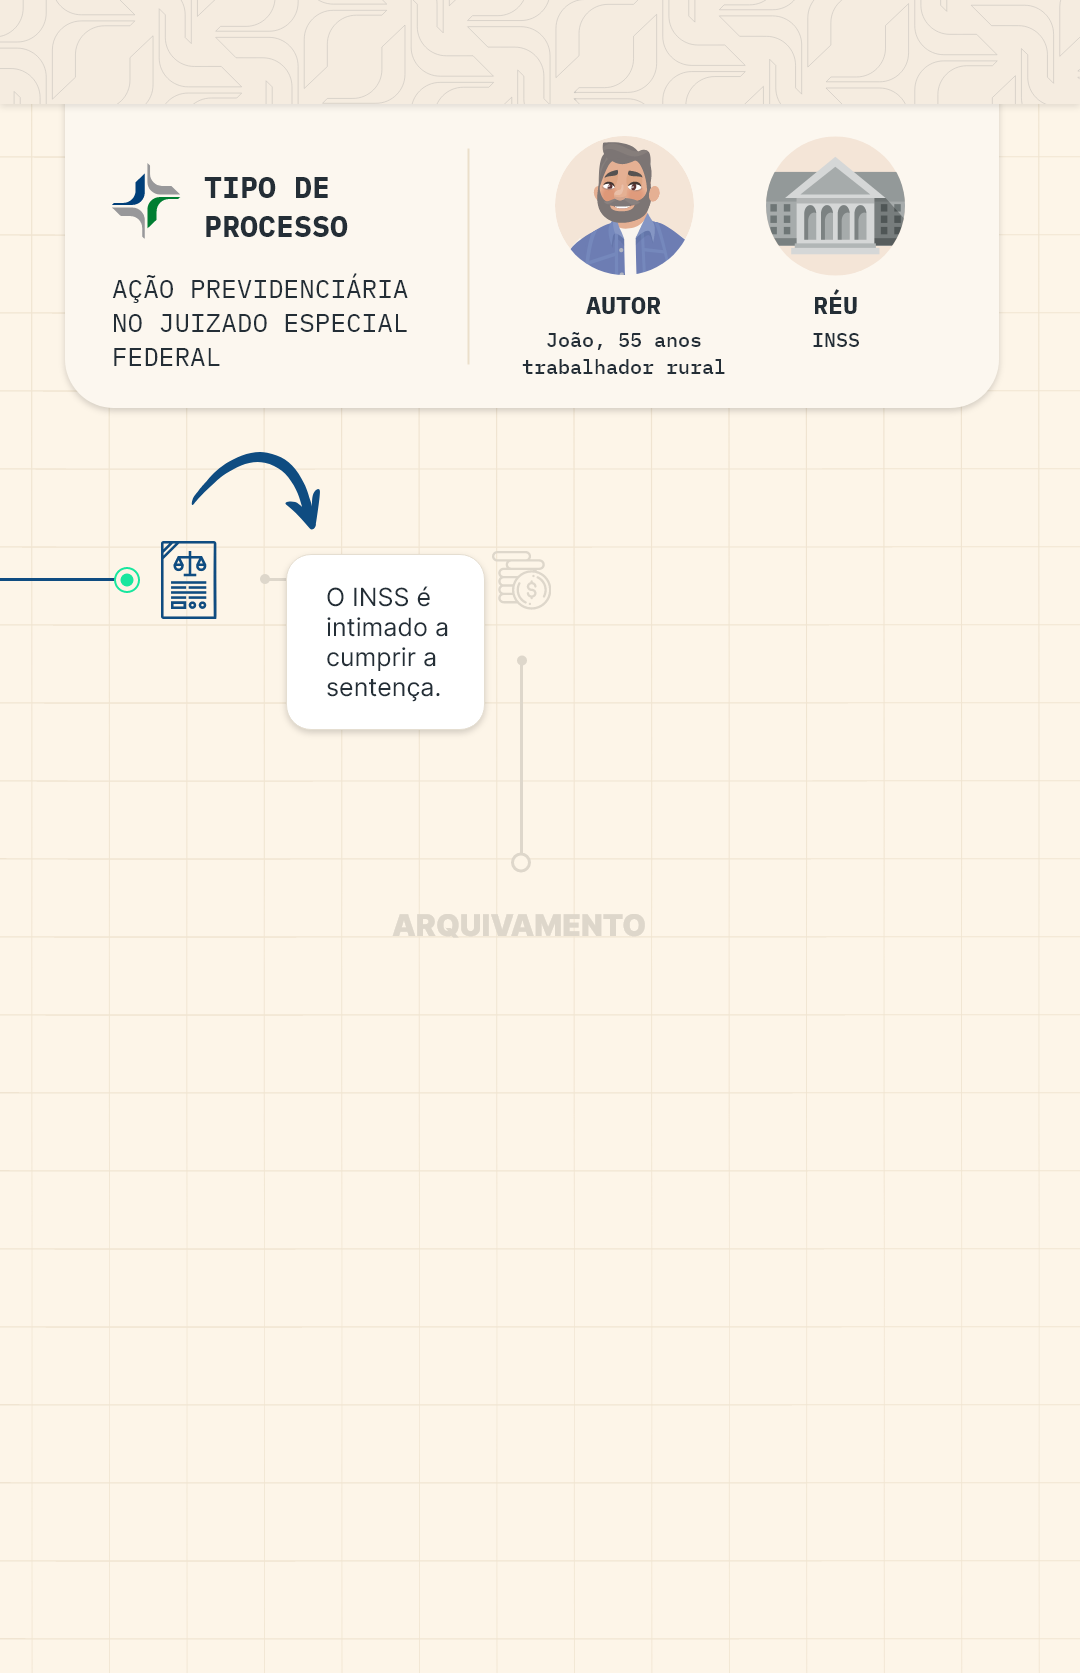 TIPO DE
PROCESSO
AÇÃO PREVIDENCIÁRIA
NO JUIZADO ESPECIAL
FEDERAL
AUTOR
João, 55 anos
trabalhador rural
RÉU
INSS
O INSS é
intimado a
cumprir a
sentença.
ARQUIVAMENTO